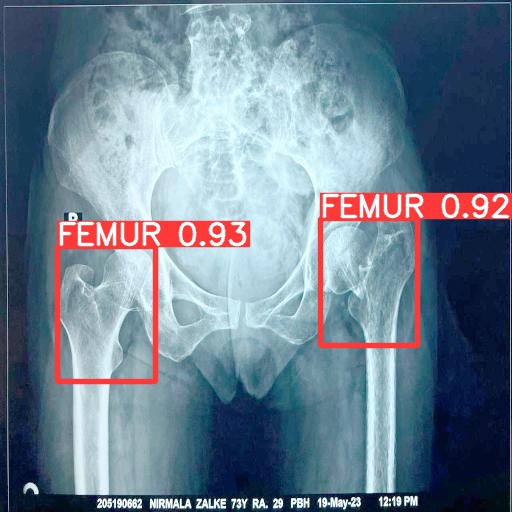 FEMUR 0.92
R
FEMUR 0.93
205190662 NIRMALA ZALKE 73Y RA. 29 PBH 19-May-23 12:19 PM